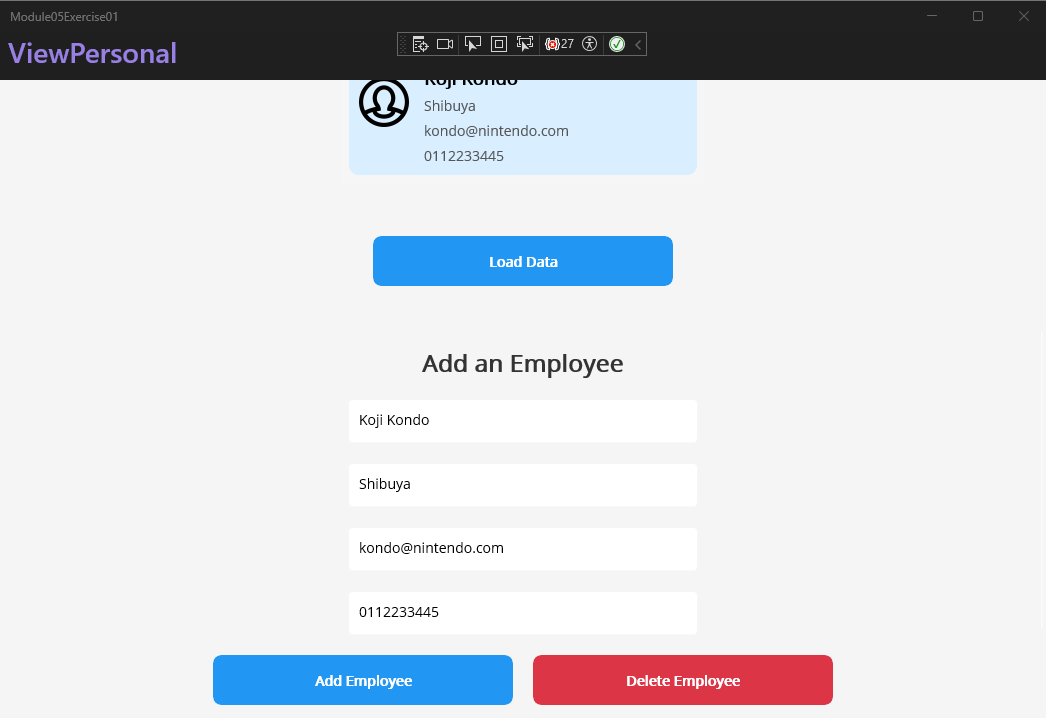 Module05Exercise01
27
ViewPersonal
Koji Kondo
Shibuya
kondo@nintendo.com
0112233445
Load Data
Add an Employee
Koji Kondo
Shibuya
kondo@nintendo.com
0112233445
Add Employee
Delete Employee